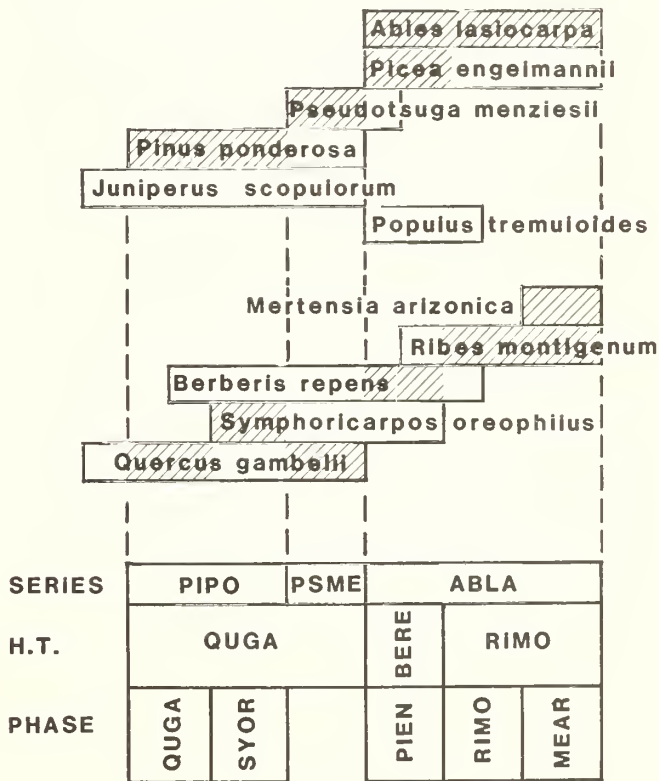 Abies lasiocarpa
Picea engelmannii
Pseudotsuga menziesii
Pinus ponderosa
Juniperus scopulorum
Populus tremuloides
Mertensia arizonica
Ribes montigenum
Berberis repens
Symphoricarpos oreophilus
Quercus gambelii
SERIES PIPO PSME ABLA
H.T. QUGA BERE RIMO
PHASE QUGA SYOR PIEN RIMO MEAR